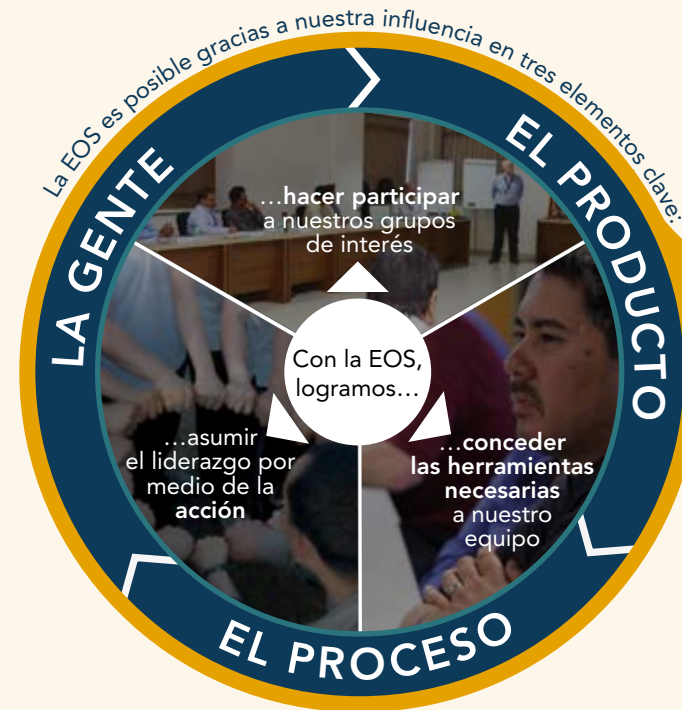 La EOS es posible gracias a nuestra influencia en tres elementos clave:
LA GENTE
EL PRODUCTO
EL PROCESO
…hacer participar
a nuestros grupos
de interés
Con la EOS,
logramos…
…asumir
el liderazgo por
medio de la
acción
…conceder
las herramientas
necesarias
a nuestro
equipo